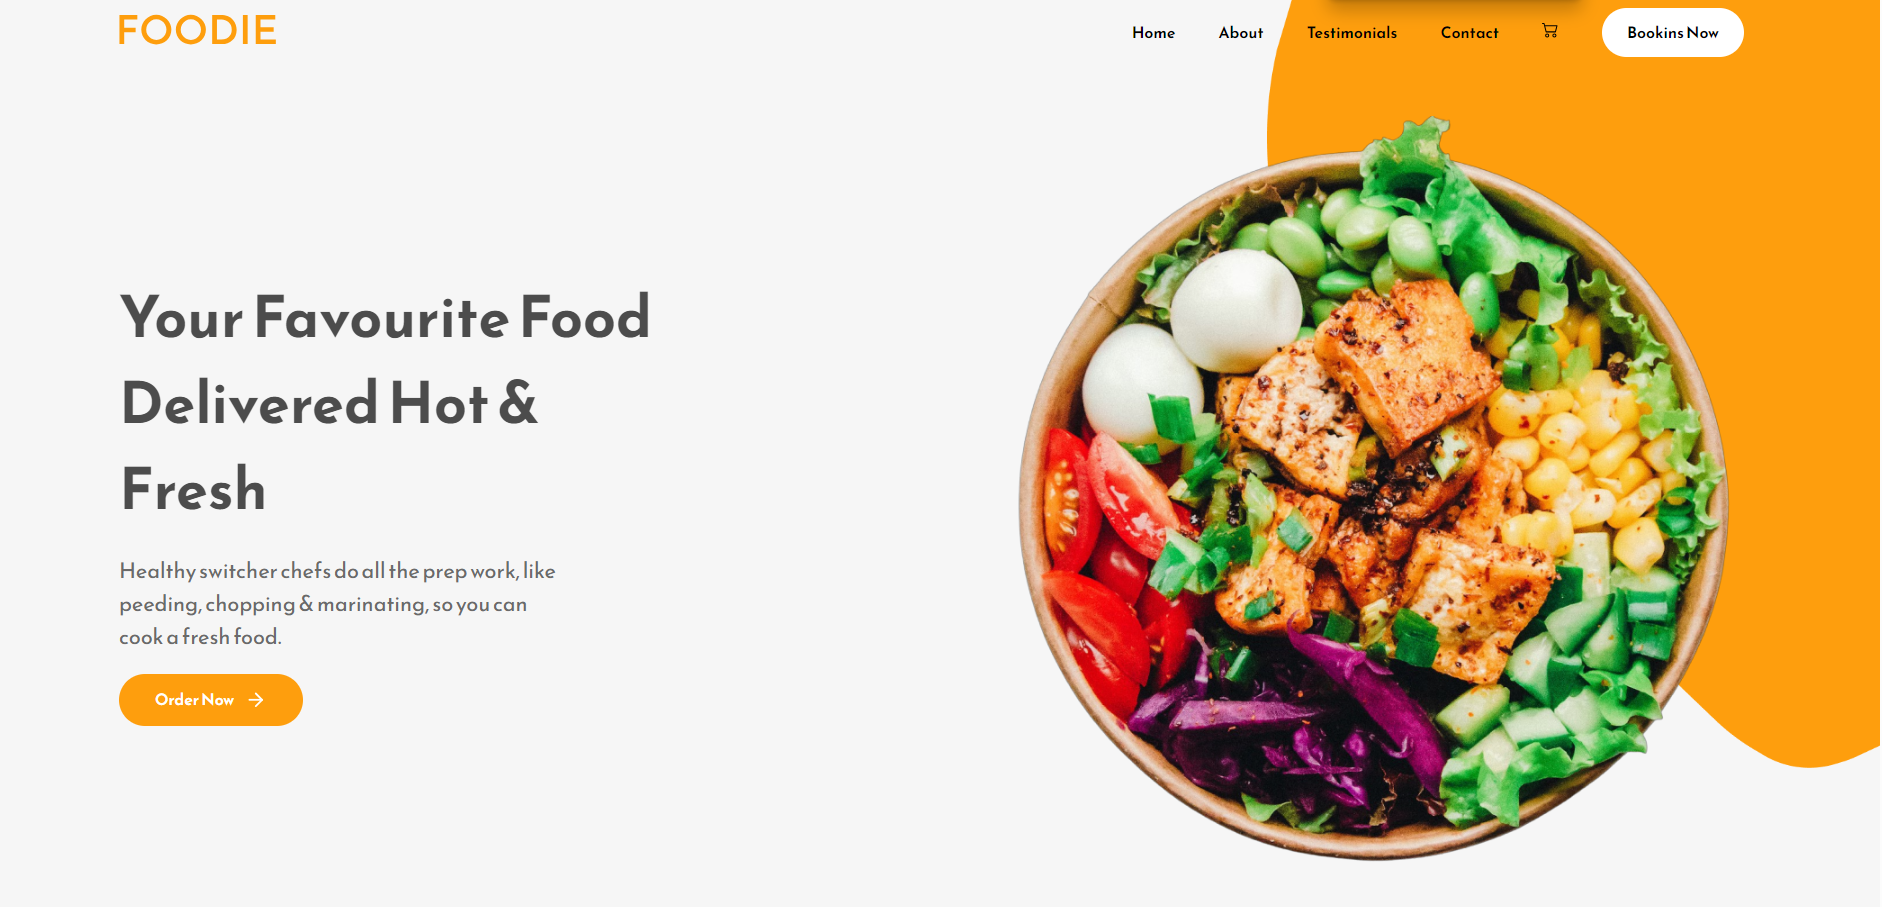 FOODIE
Home About Testimonials Contact Bookins Now
Your Favourite Food
Delivered Hot &
Fresh
Healthy switcher chefs do all the prep work, like
peeding, chopping & marinating, so you can
cook a fresh food.
Order Now